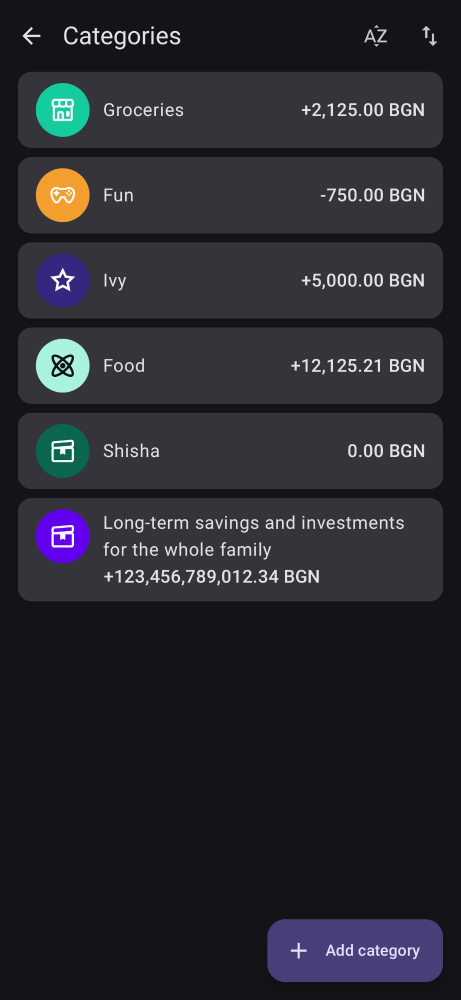 Categories
AZ
Groceries +2,125.00 BGN
Fun -750.00 BGN
Ivy +5,000.00 BGN
Food +12,125.21 BGN
Shisha 0.00 BGN
Long-term savings and investments
for the whole family
+123,456,789,012.34 BGN
Add category